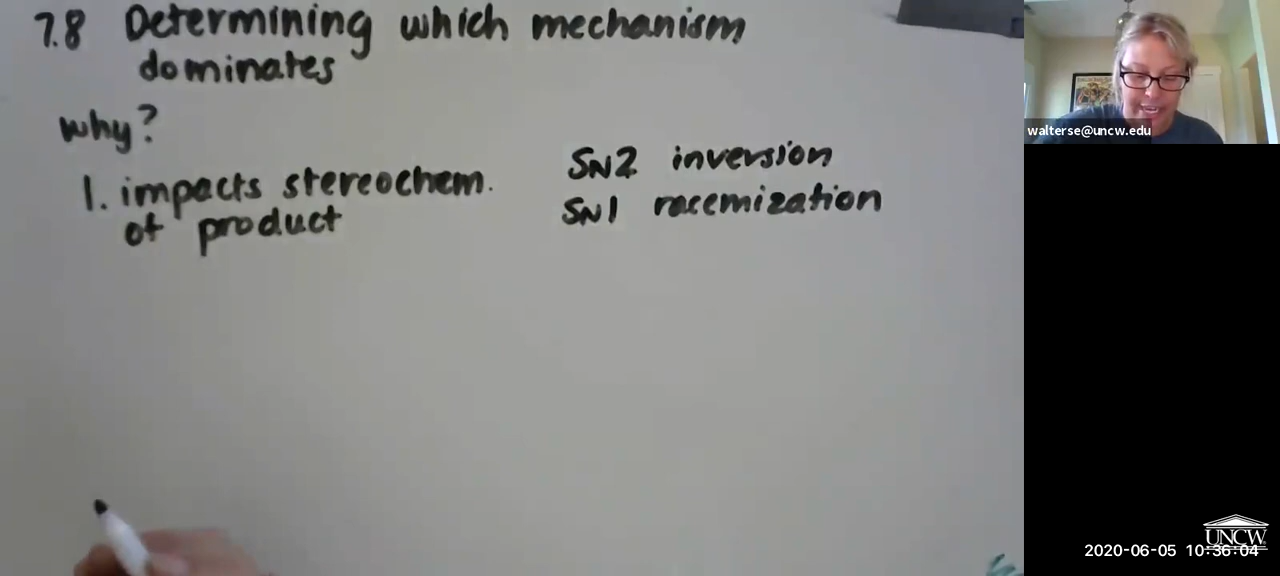 7.8 Determining which mechanism
dominates
why?
1. impacts stereochem.
of product
SN2 inversion
SN1 racemization
walterse@uncw.edu
UNCW
2020-06-05 10:36:04